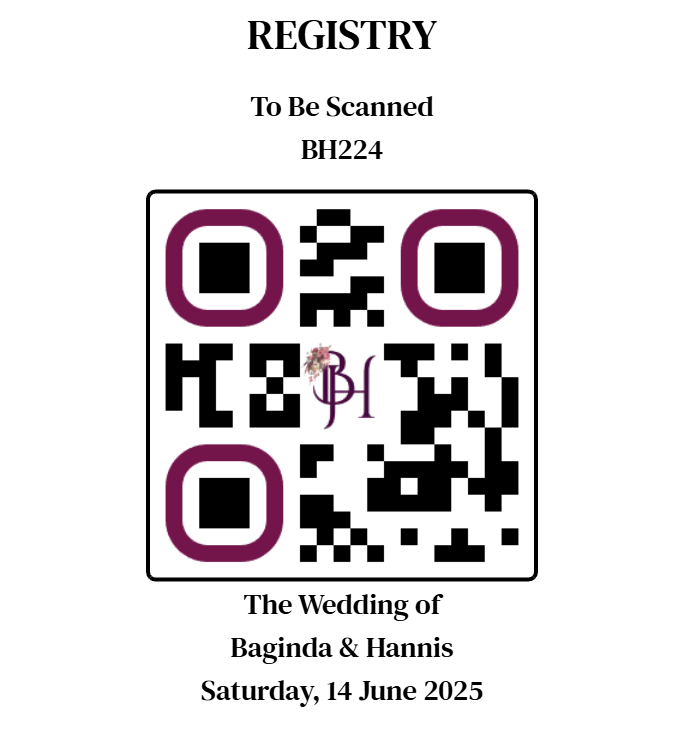 REGISTRY
To Be Scanned
BH224
BH
The Wedding of
Baginda & Hannis
Saturday, 14 June 2025